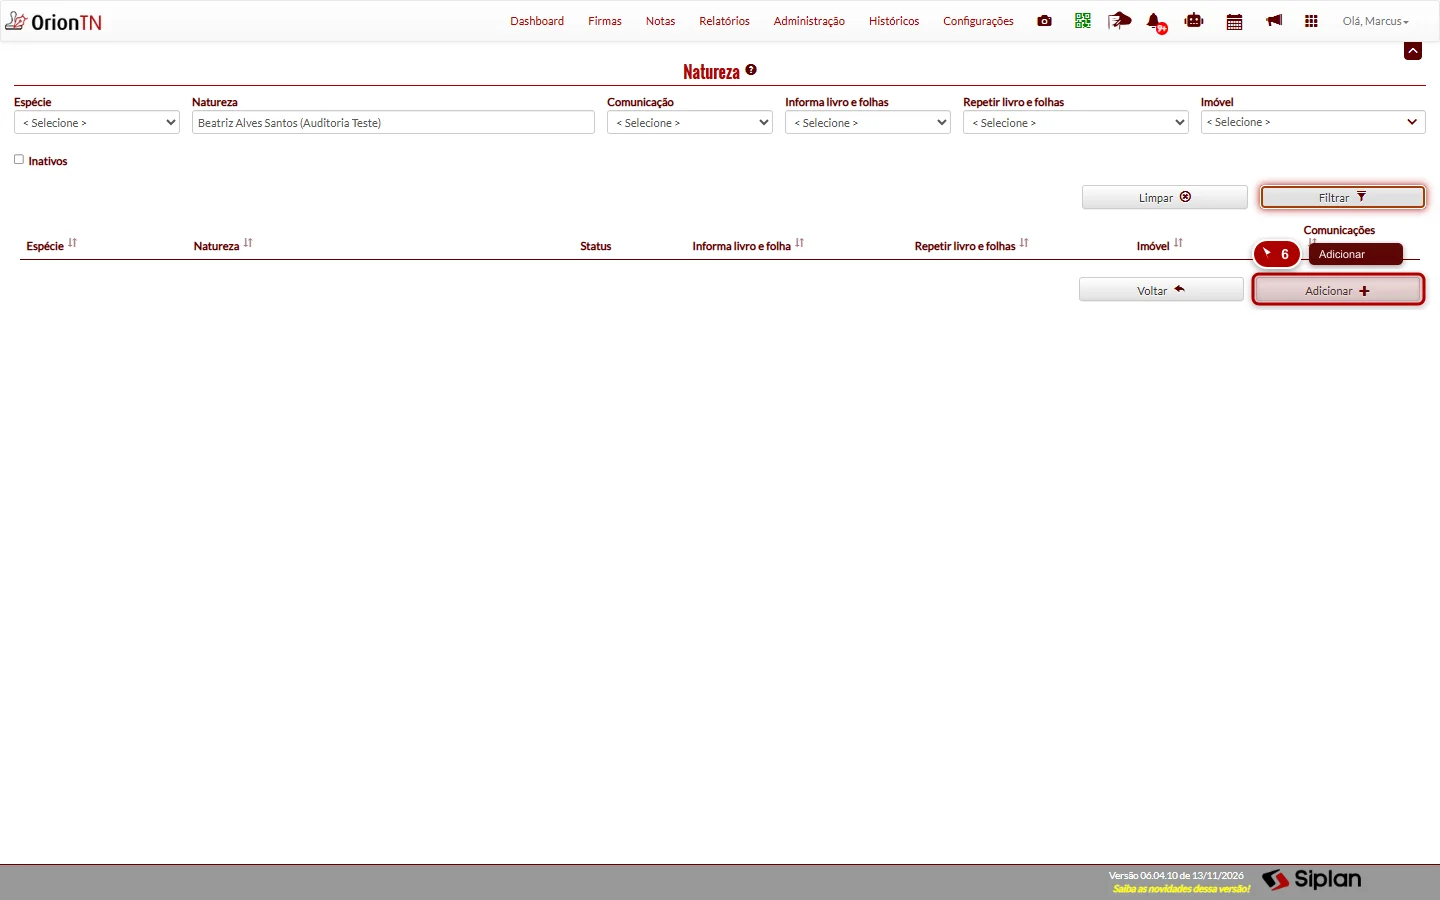 OrionTN
Dashboard Firmas Notas Relatórios Administração Históricos Configurações 9+ Olá, Marcus
Natureza ?
Espécie Natureza Comunicação Informa livro e folhas Repetir livro e folhas Imóvel
< Selecione > Beatriz Alves Santos (Auditoria Teste) < Selecione > < Selecione > < Selecione > < Selecione >
Inativos
Limpar Filtrar
Espécie Natureza Status Informa livro e folha Repetir livro e folhas Imóvel Comunicações
6 Adicionar
Voltar Adicionar
Versão 06.04.10 de 13/11/2026
Saiba as novidades dessa versão!
Siplan